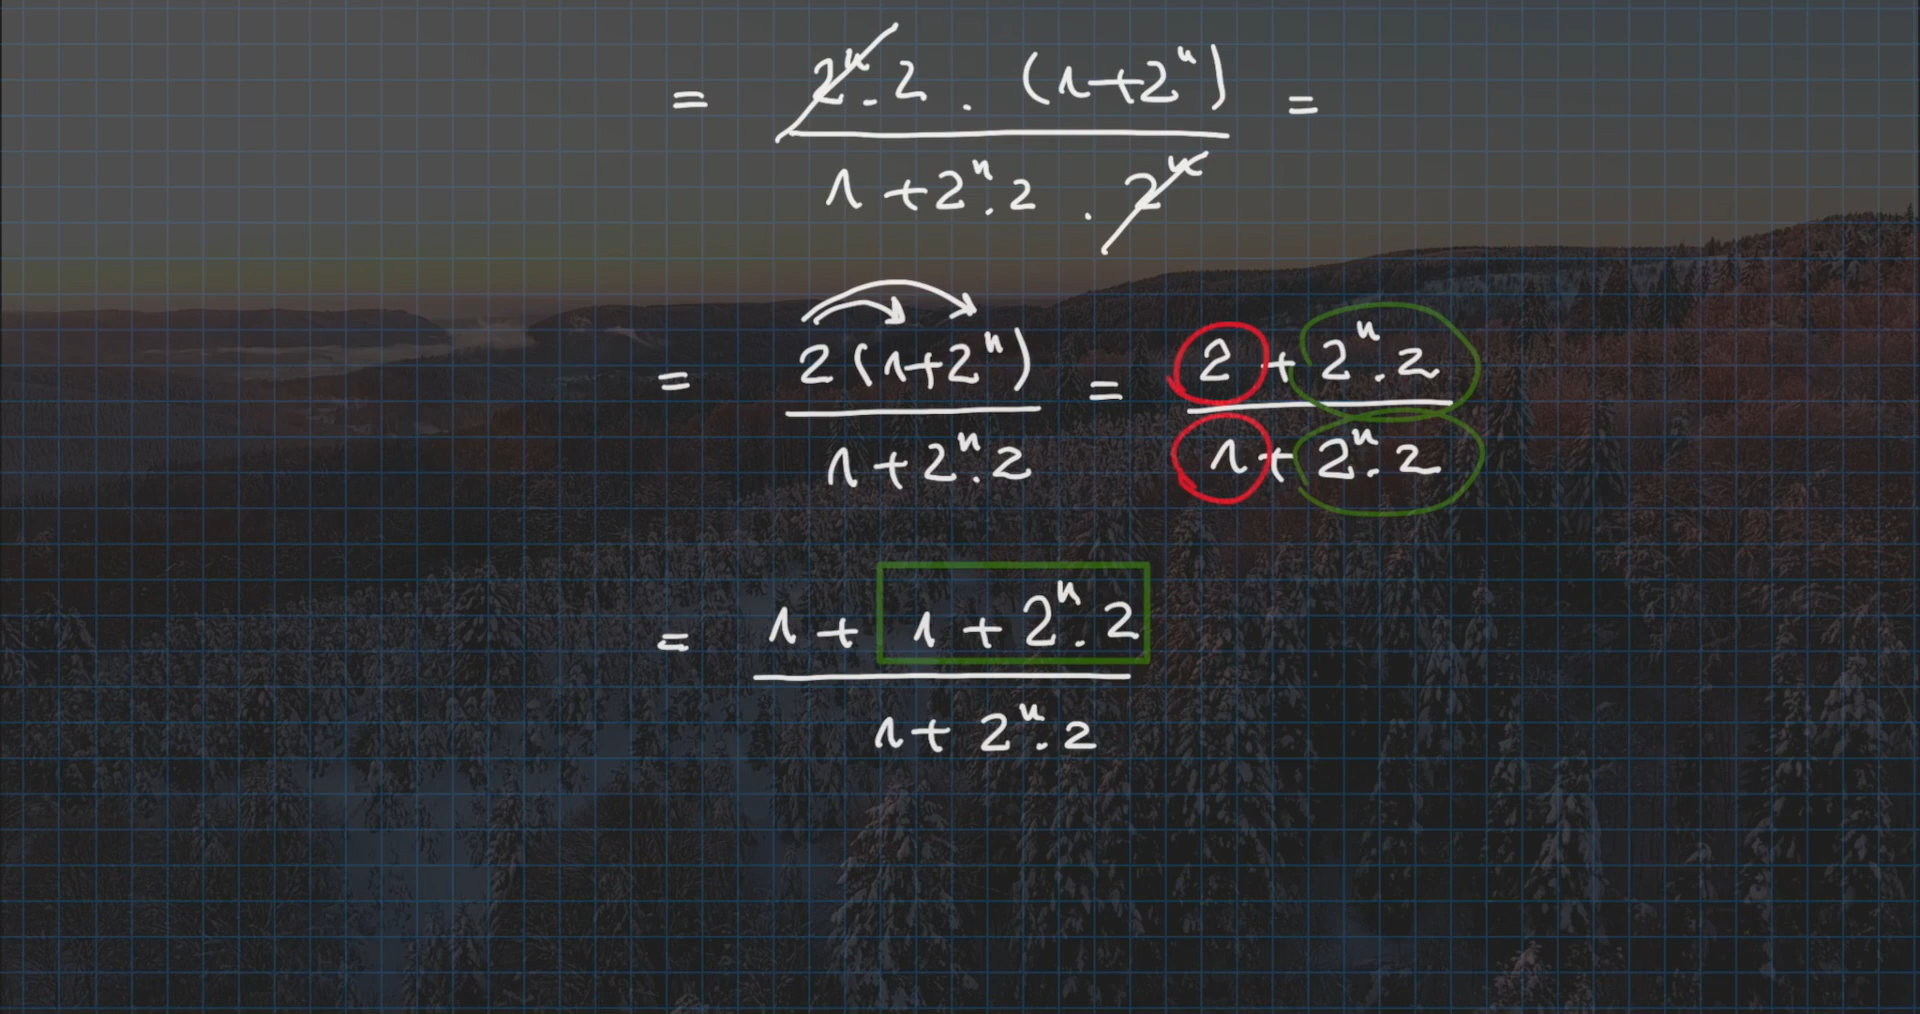 = 2ⁿ·2 · (1+2ⁿ) / 1+2ⁿ·2 · 2ⁿ =
= 2(1+2ⁿ) / 1+2ⁿ·2 = 2+2ⁿ·2 / 1+2ⁿ·2
= 1+ 1+2ⁿ·2 / 1+2ⁿ·2